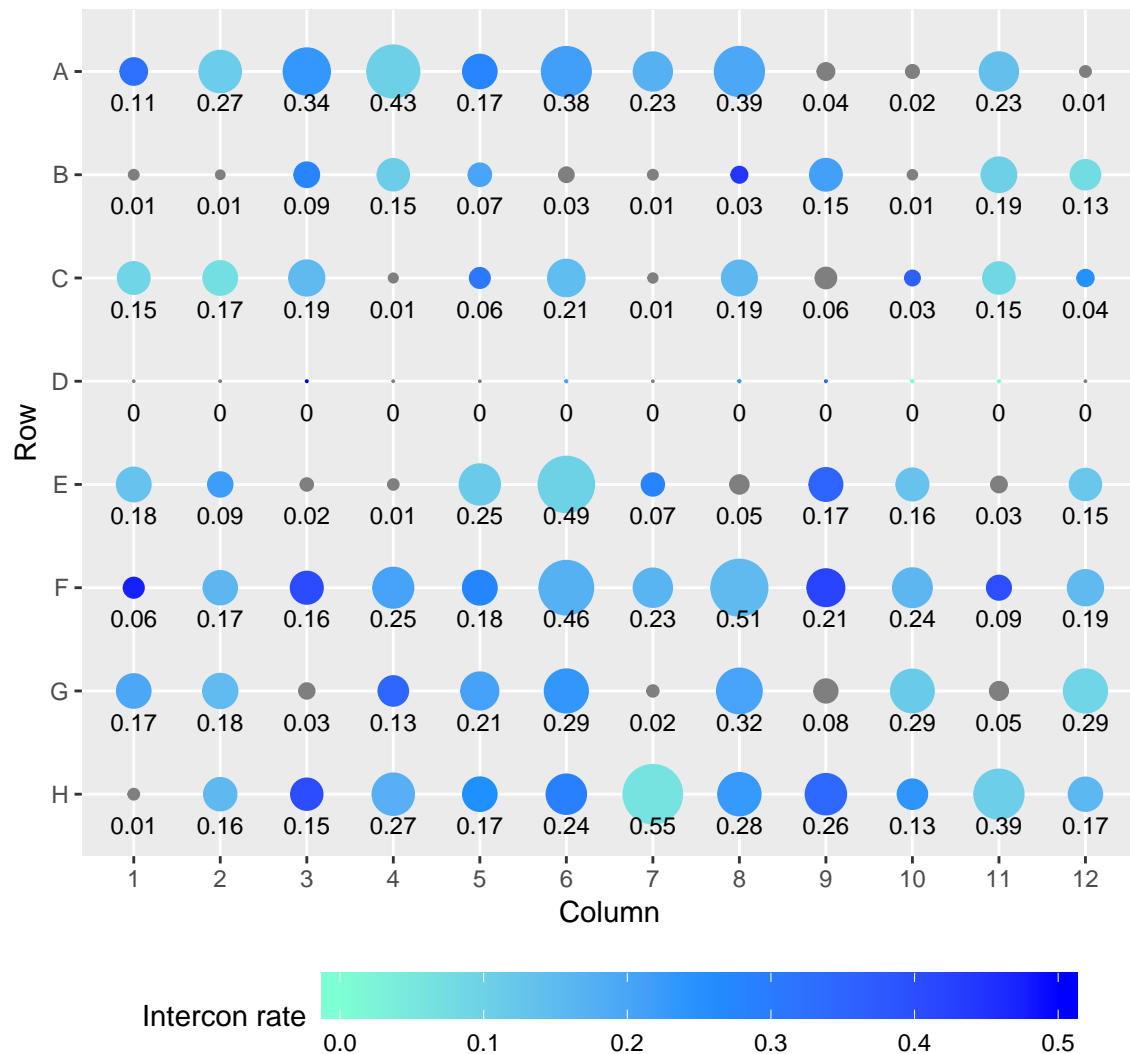 A
0.11 0.27 0.34 0.43 0.17 0.38 0.23 0.39 0.04 0.02 0.23 0.01
B
0.01 0.01 0.09 0.15 0.07 0.03 0.01 0.03 0.15 0.01 0.19 0.13
C
0.15 0.17 0.19 0.01 0.06 0.21 0.01 0.19 0.06 0.03 0.15 0.04
D
0 0 0 0 0 0 0 0 0 0 0 0
Row
E
0.18 0.09 0.02 0.01 0.25 0.49 0.07 0.05 0.17 0.16 0.03 0.15
F
0.06 0.17 0.16 0.25 0.18 0.46 0.23 0.51 0.21 0.24 0.09 0.19
G
0.17 0.18 0.03 0.13 0.21 0.29 0.02 0.32 0.08 0.29 0.05 0.29
H
0.01 0.16 0.15 0.27 0.17 0.24 0.55 0.28 0.26 0.13 0.39 0.17
1 2 3 4 5 6 7 8 9 10 11 12
Column
Intercon rate
0.0 0.1 0.2 0.3 0.4 0.5